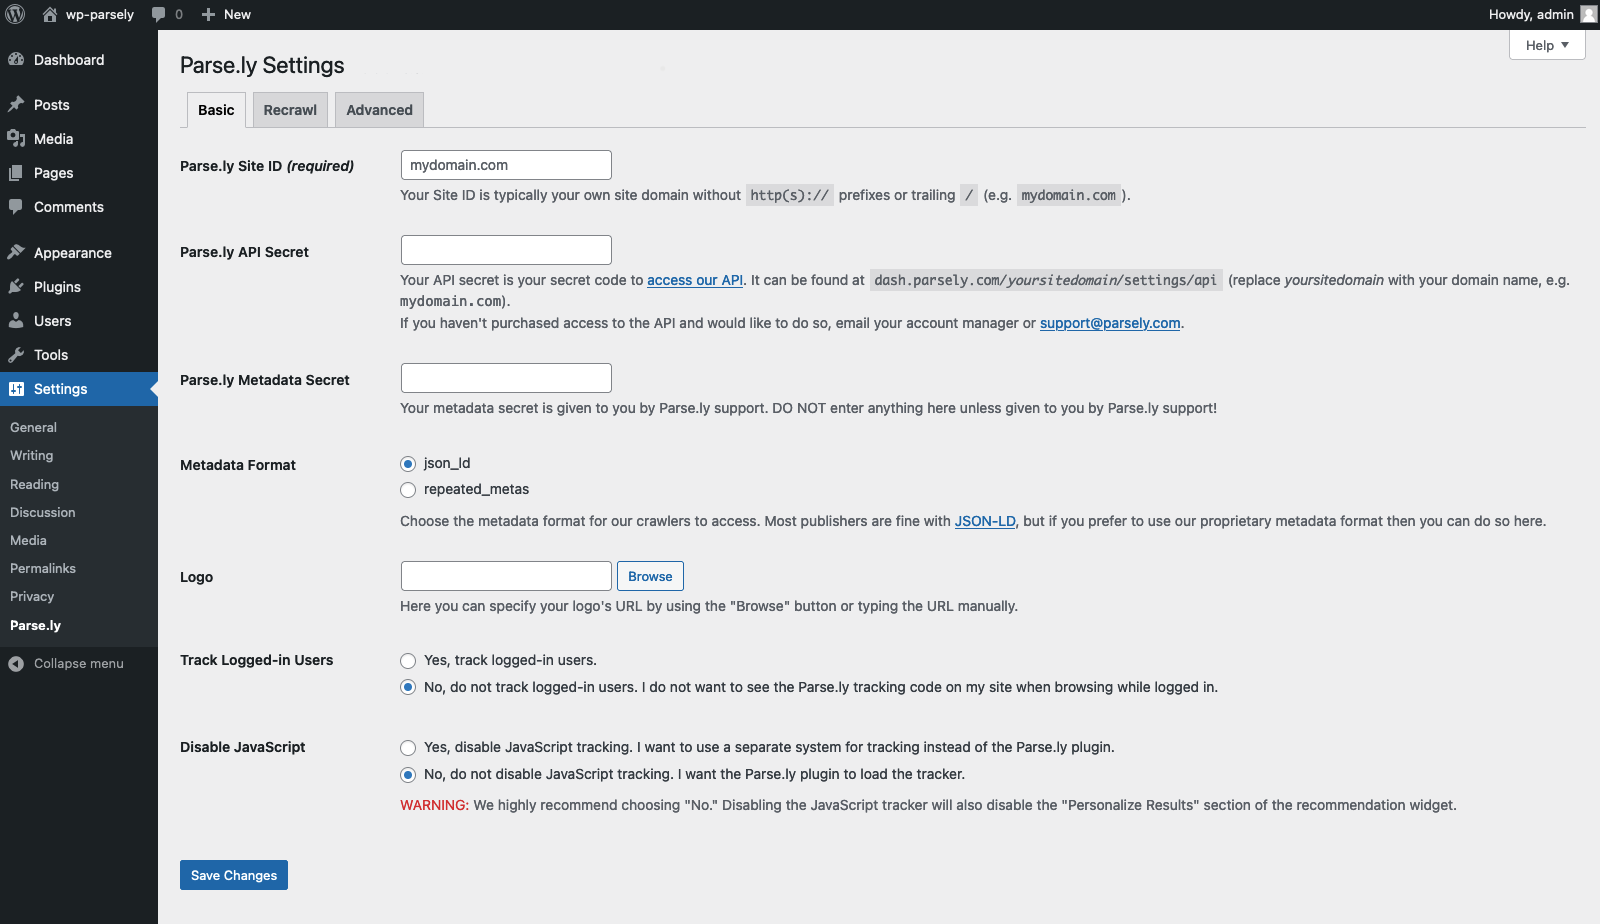 wp-parsely 0 New Howdy, admin
Help
Dashboard
Posts
Media
Pages
Comments
Appearance
Plugins
Users
Tools
Settings
General
Writing
Reading
Discussion
Media
Permalinks
Privacy
Parse.ly
Collapse menu
Parse.ly Settings
Basic Recrawl Advanced
Parse.ly Site ID (required)
mydomain.com
Your Site ID is typically your own site domain without http(s):// prefixes or trailing / (e.g. mydomain.com ).
Parse.ly API Secret
Your API secret is your secret code to access our API. It can be found at dash.parsely.com/yoursitedomain/settings/api (replace yoursitedomain with your domain name, e.g.
mydomain.com).
If you haven't purchased access to the API and would like to do so, email your account manager or support@parsely.com.
Parse.ly Metadata Secret
Your metadata secret is given to you by Parse.ly support. DO NOT enter anything here unless given to you by Parse.ly support!
Metadata Format
json_ld
repeated_metas
Choose the metadata format for our crawlers to access. Most publishers are fine with JSON-LD, but if you prefer to use our proprietary metadata format then you can do so here.
Logo
Browse
Here you can specify your logo's URL by using the "Browse" button or typing the URL manually.
Track Logged-in Users
Yes, track logged-in users.
No, do not track logged-in users. I do not want to see the Parse.ly tracking code on my site when browsing while logged in.
Disable JavaScript
Yes, disable JavaScript tracking. I want to use a separate system for tracking instead of the Parse.ly plugin.
No, do not disable JavaScript tracking. I want the Parse.ly plugin to load the tracker.
WARNING: We highly recommend choosing "No." Disabling the JavaScript tracker will also disable the "Personalize Results" section of the recommendation widget.
Save Changes